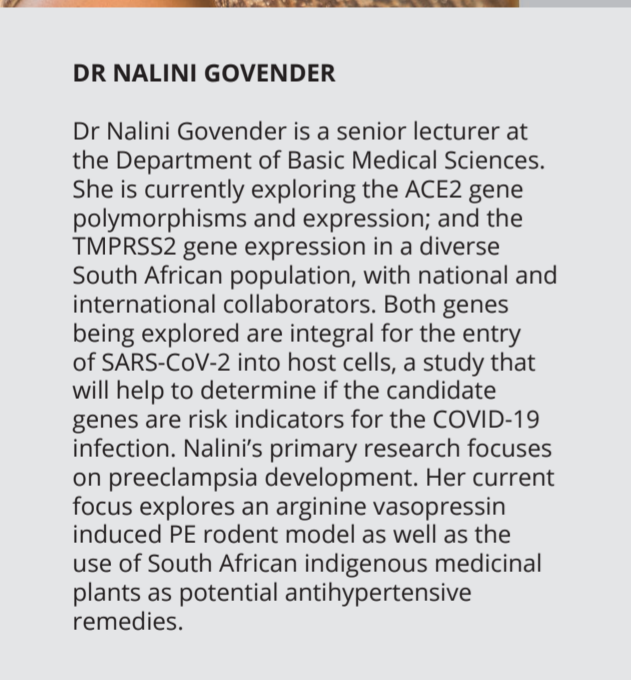 DR NALINI GOVENDER
Dr Nalini Govender is a senior lecturer at
the Department of Basic Medical Sciences.
She is currently exploring the ACE2 gene
polymorphisms and expression; and the
TMPRSS2 gene expression in a diverse
South African population, with national and
international collaborators. Both genes
being explored are integral for the entry
of SARS-CoV-2 into host cells, a study that
will help to determine if the candidate
genes are risk indicators for the COVID-19
infection. Nalini’s primary research focuses
on preeclampsia development. Her current
focus explores an arginine vasopressin
induced PE rodent model as well as the
use of South African indigenous medicinal
plants as potential antihypertensive
remedies.